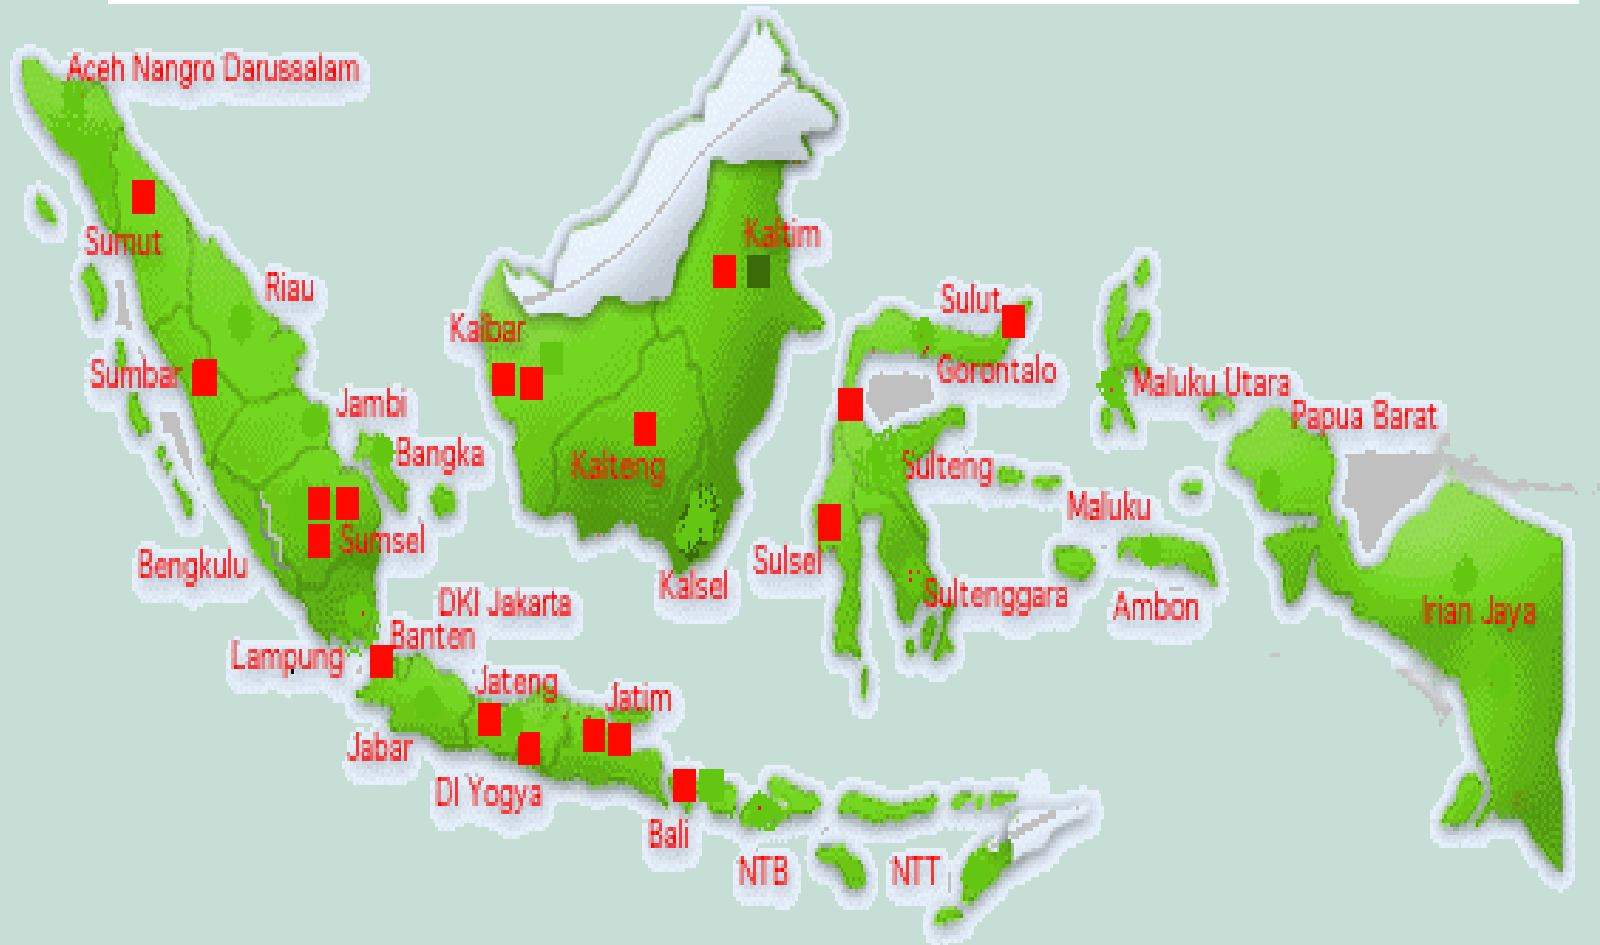 Aceh Nangro Darussalam
Sumut
Kaltim
Riau
Sulut
Kalbar
Gorontalo
Sumbar
Maluku Utara
Jambi
Papua Barat
Bangka
Kalteng
Sulteng
Maluku
Sumsel
Bengkulu
Sulsel
Kalsel
Sultenggara
DKI Jakarta
Ambon
Irian Jaya
Banten
Lampung
Jateng
Jatim
Jabar
DI Yogya
Bali
NTB
NTT